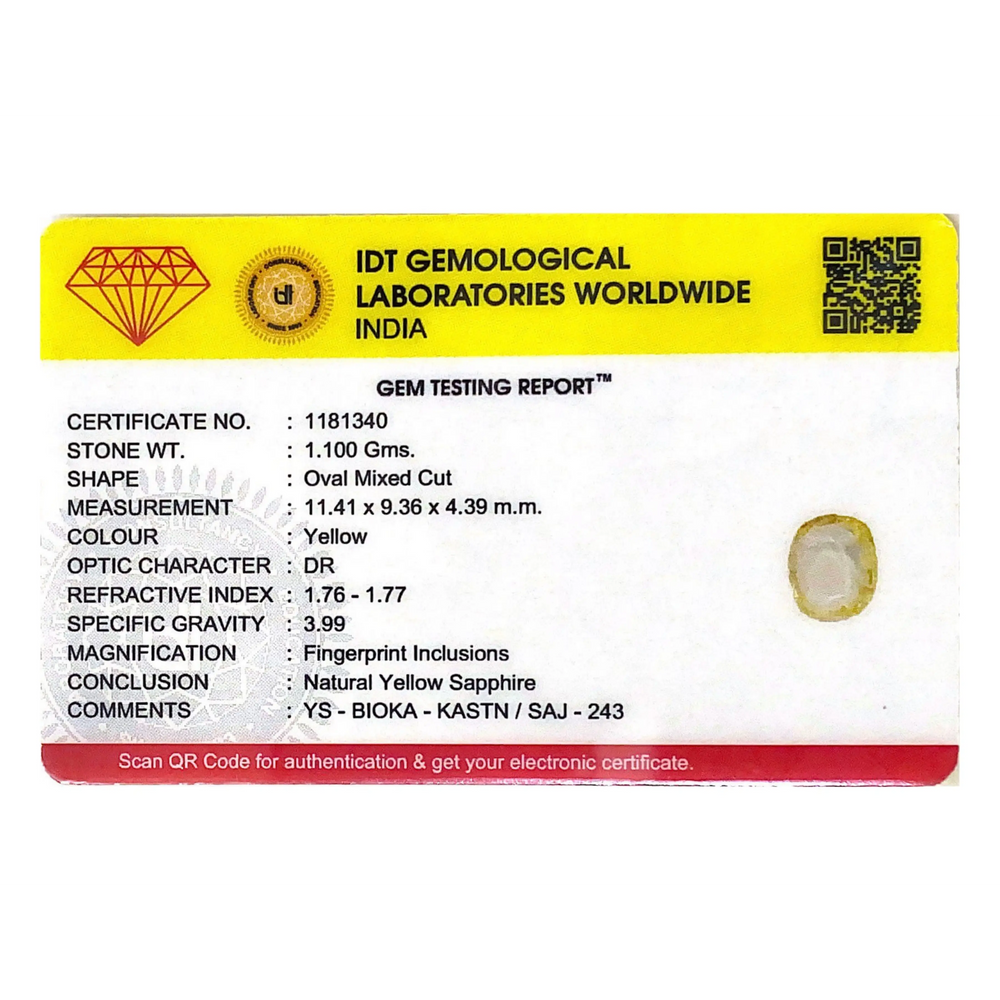 IDT GEMOLOGICAL
LABORATORIES WORLDWIDE
INDIA
GEM TESTING REPORT™
CERTIFICATE NO. : 1181340
STONE WT. : 1.100 Gms.
SHAPE : Oval Mixed Cut
MEASUREMENT : 11.41 x 9.36 x 4.39 m.m.
COLOUR : Yellow
OPTIC CHARACTER : DR
REFRACTIVE INDEX : 1.76 - 1.77
SPECIFIC GRAVITY : 3.99
MAGNIFICATION : Fingerprint Inclusions
CONCLUSION : Natural Yellow Sapphire
COMMENTS : YS - BIOKA - KASTN / SAJ - 243
Scan QR Code for authentication & get your electronic certificate.